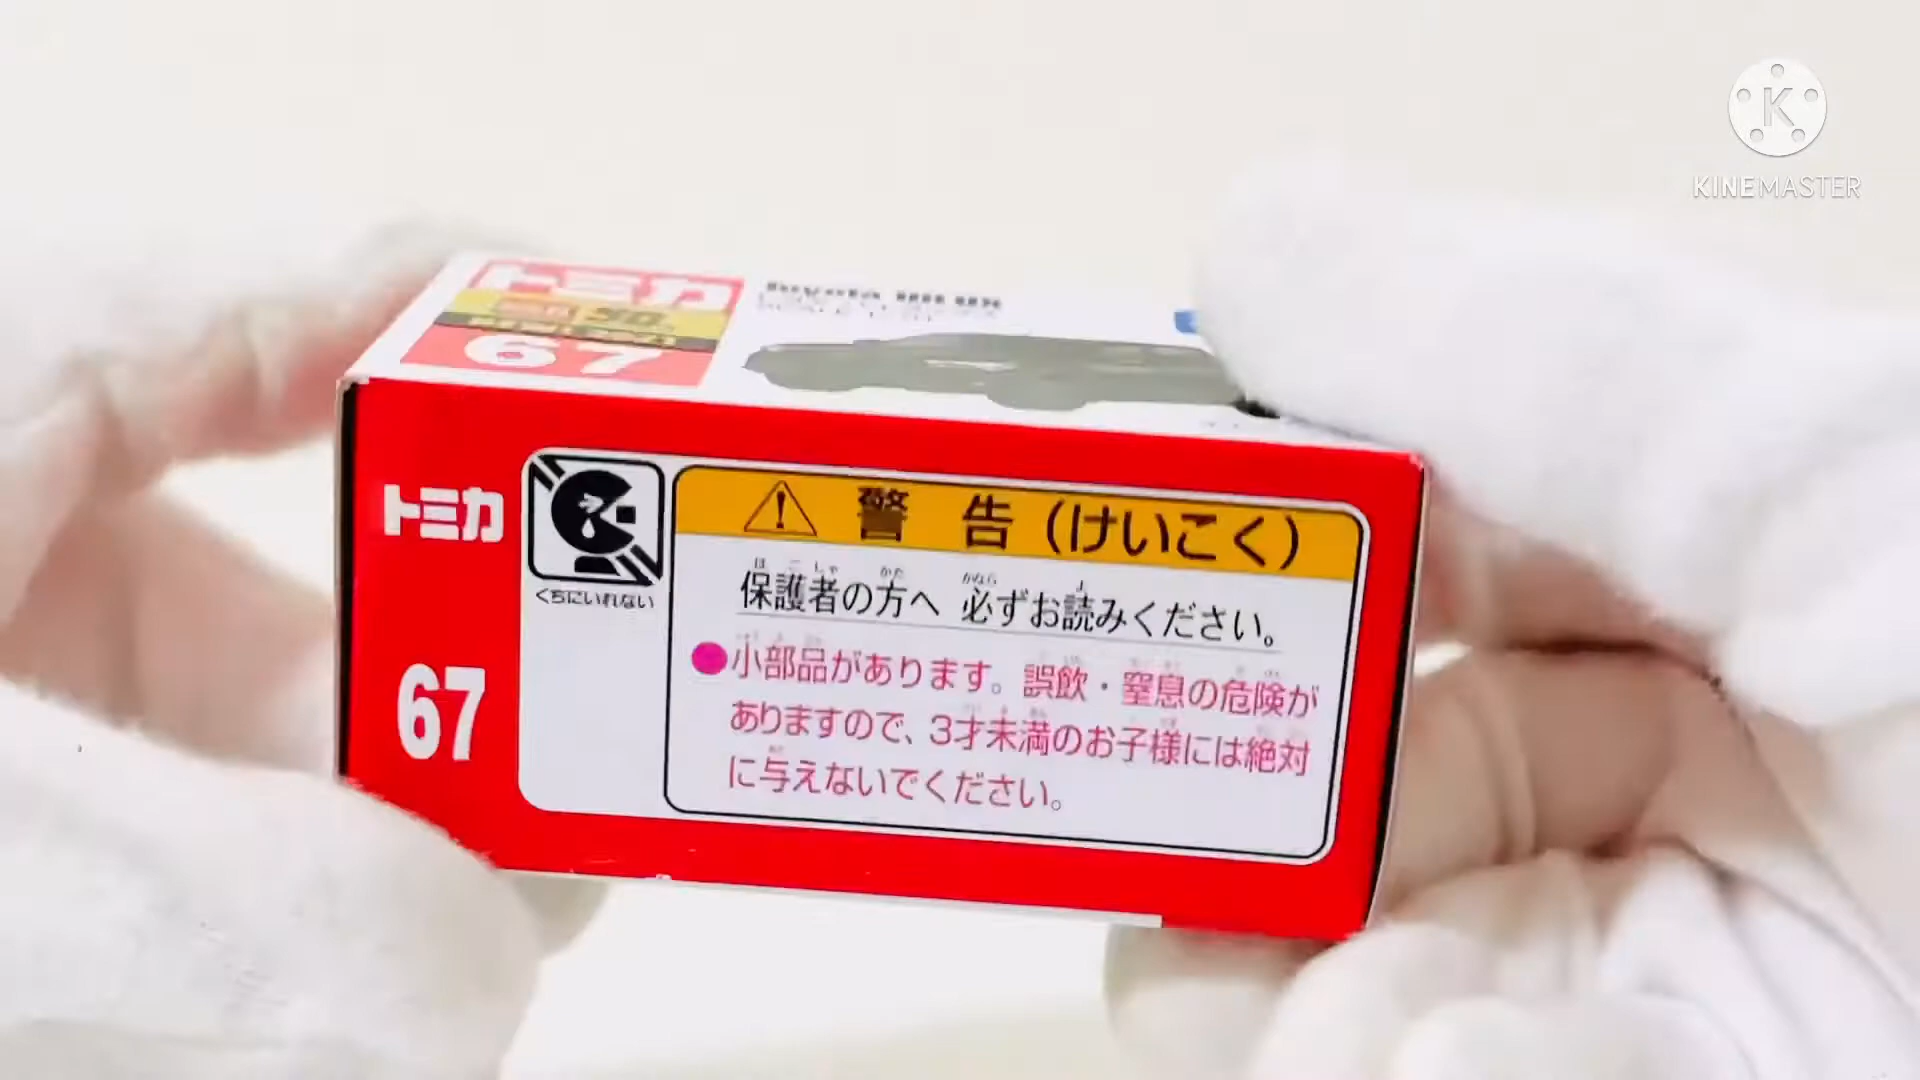 KINEMASTER
トミカ
67
Toyota HILUX
トミカ
67
くちにいれない
警 告（けいこく）
保護者の方へ 必ずお読みください。
●小部品があります。誤飲・窒息の危険が
ありますので、3才未満のお子様には絶対
に与えないでください。